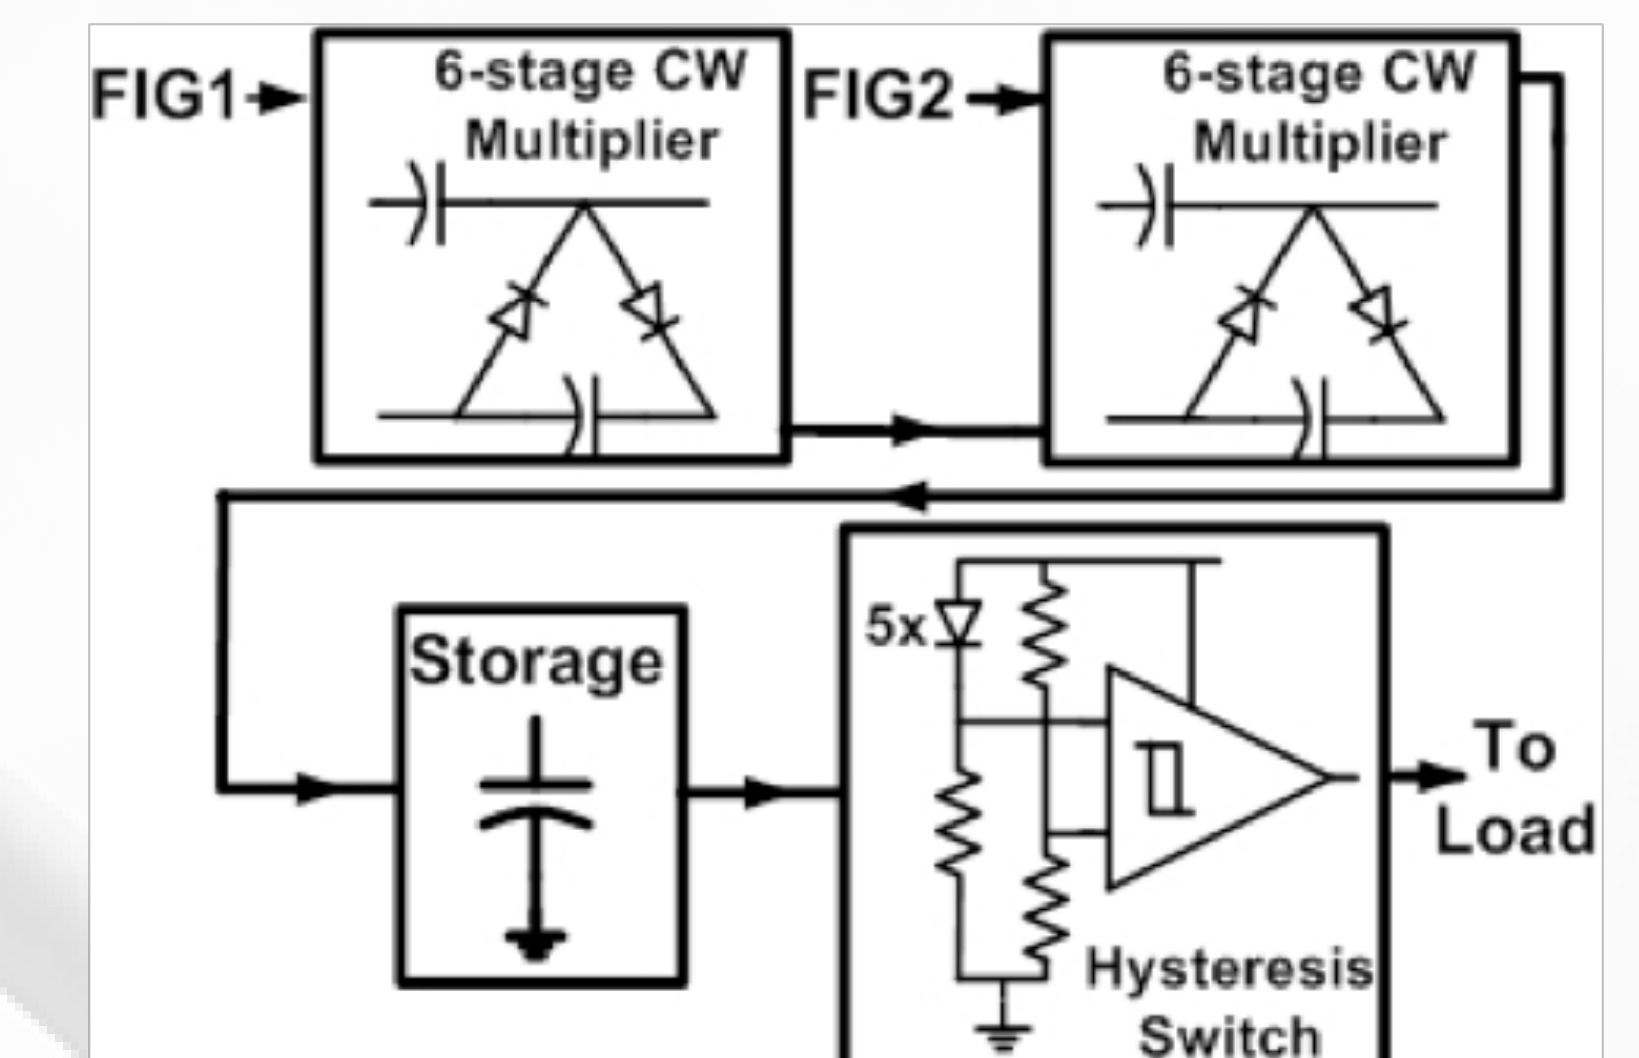 FIG1
6-stage CW
Multiplier
FIG2
6-stage CW
Multiplier
Storage
5x
To
Load
Hysteresis
Switch